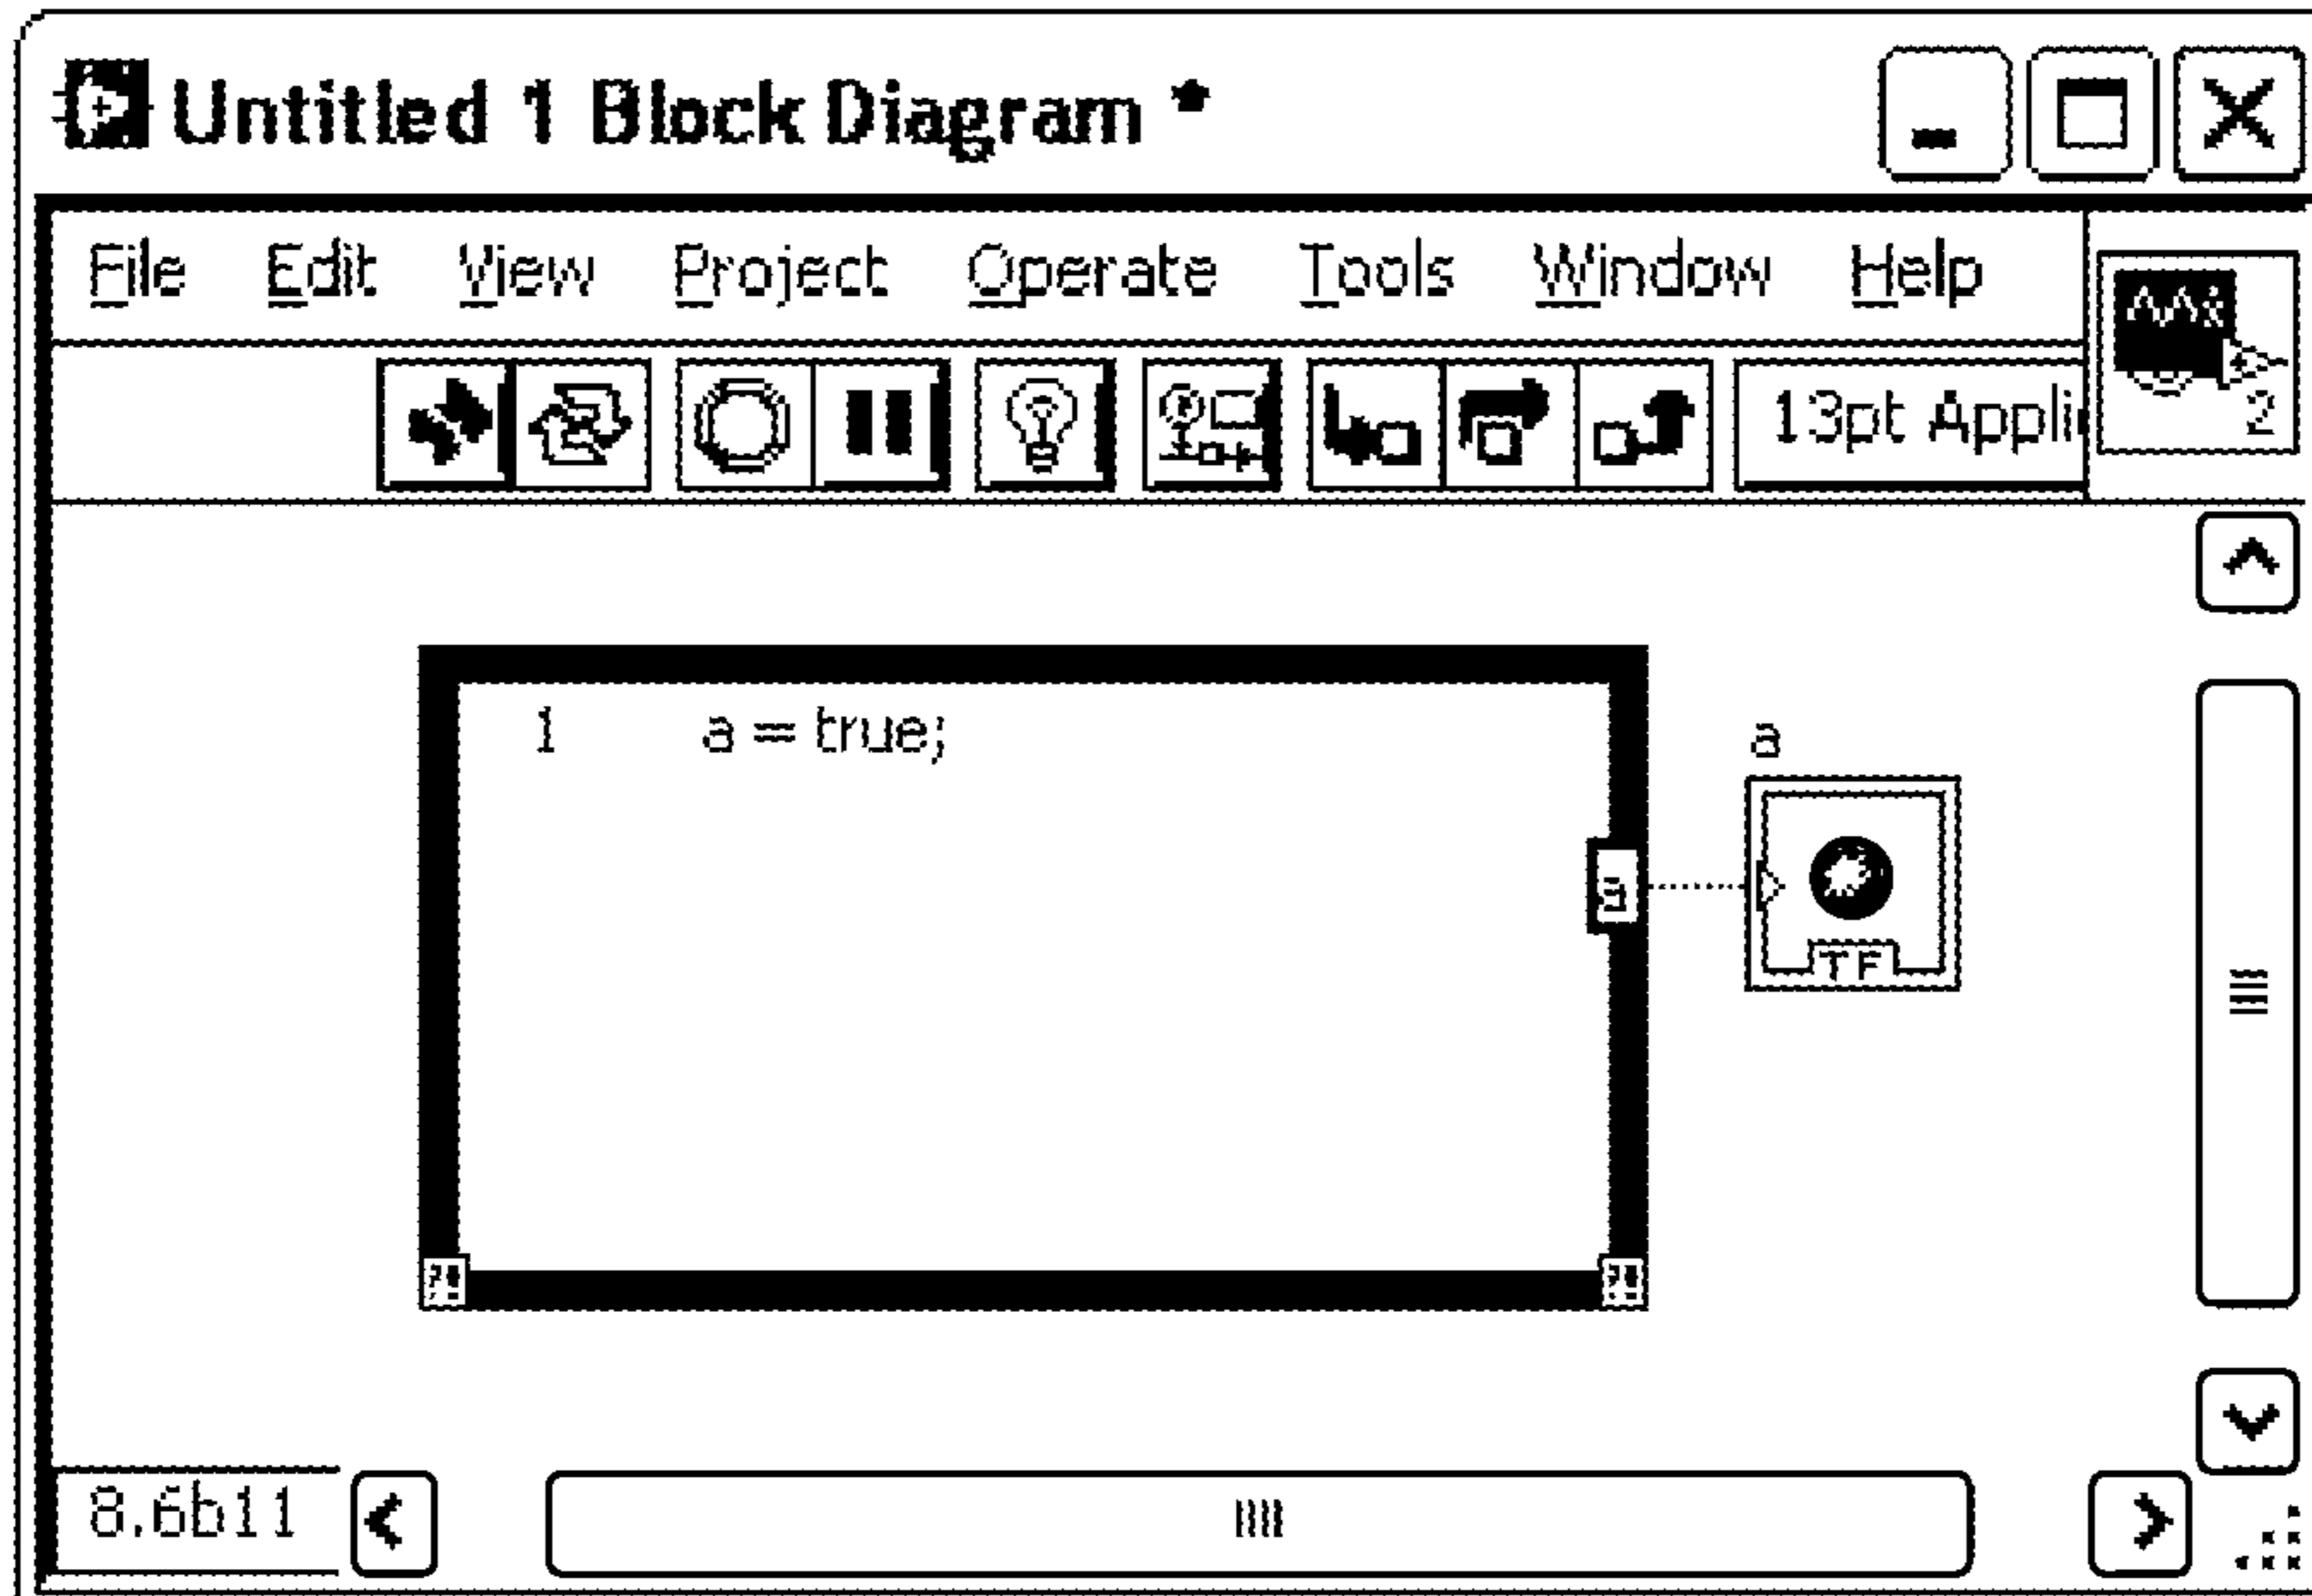 Untitled 1 Block Diagram *
File Edit View Project Operate Tools Window Help
13pt Appli
2
1 a = true;
a
a
TF
8.6b11